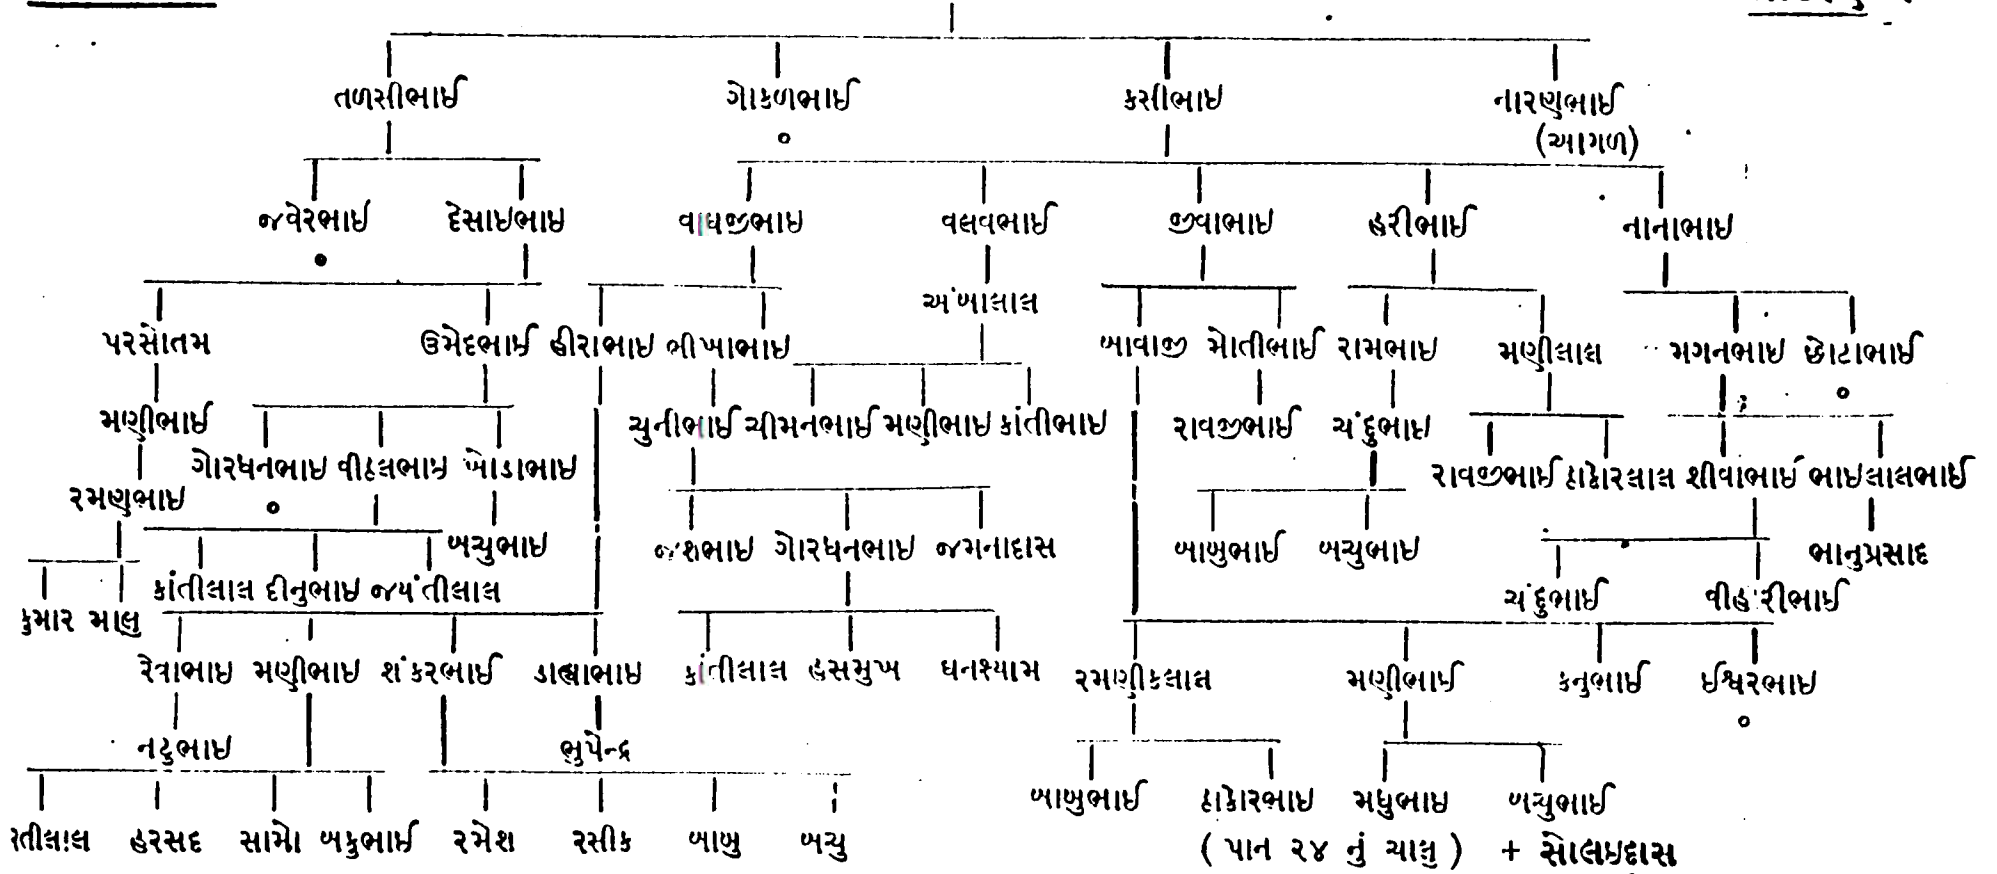 તળસીભાઈ ગોકળભાઈ કસીભાઇ નારણભાઈ
(આગળ)
જવેરભાઈ દેસાઇભાઇ વાઘજીભાઇ વલવભાઈ જીવાભાઇ હરીભાઈ નાનાભાઇ
અંબાલાલ
પરસોતમ ઉમેદભાઈ હીરાભાઇ ભીખાભાઇ બાવાજી મોતીભાઈ રામભાઇ મણીલાલ મગનભાઇ છોટાભાઈ
મણીભાઈ ચુનીભાઈ ચીમનભાઈ મણીભાઇ કાંતીભાઇ રાવજીભાઈ ચંદુભાઇ
ગોરધનભાઇ વીઠ્ઠલભાઇ ખોડાભાઇ રાવજીભાઈ ઠાકોરલાલ શીવાભાઈ ભાઇલાલભાઈ
રમણભાઇ
બચુભાઇ જશભાઇ ગોરધનભાઇ જમનાદાસ બાબુભાઈ બચુભાઇ ભાનુપ્રસાદ
કાંતીલાલ દીનુભાઇ જયંતીલાલ ચંદુભાઈ વીહારીભાઈ
કુમાર માલુ
રેત્રાભાઇ મણીભાઇ શંકરભાઈ ડાહ્યાભાઇ કાંતીલાલ હસમુખ ઘનશ્યામ રમણીકલાલ મણીભાઈ કનુભાઈ ઈશ્વરભાઇ
નટુભાઇ ભુપેન્દ્ર
બાબુભાઈ ઠાકોરભાઇ મધુભાઇ બચુભાઈ
રતીલાલ હરસદ સામો બકુભાઈ રમેશ રસીક બાબુ બચુ (પાન ૨૪ નું ચાલુ) + સોલઇદાસ